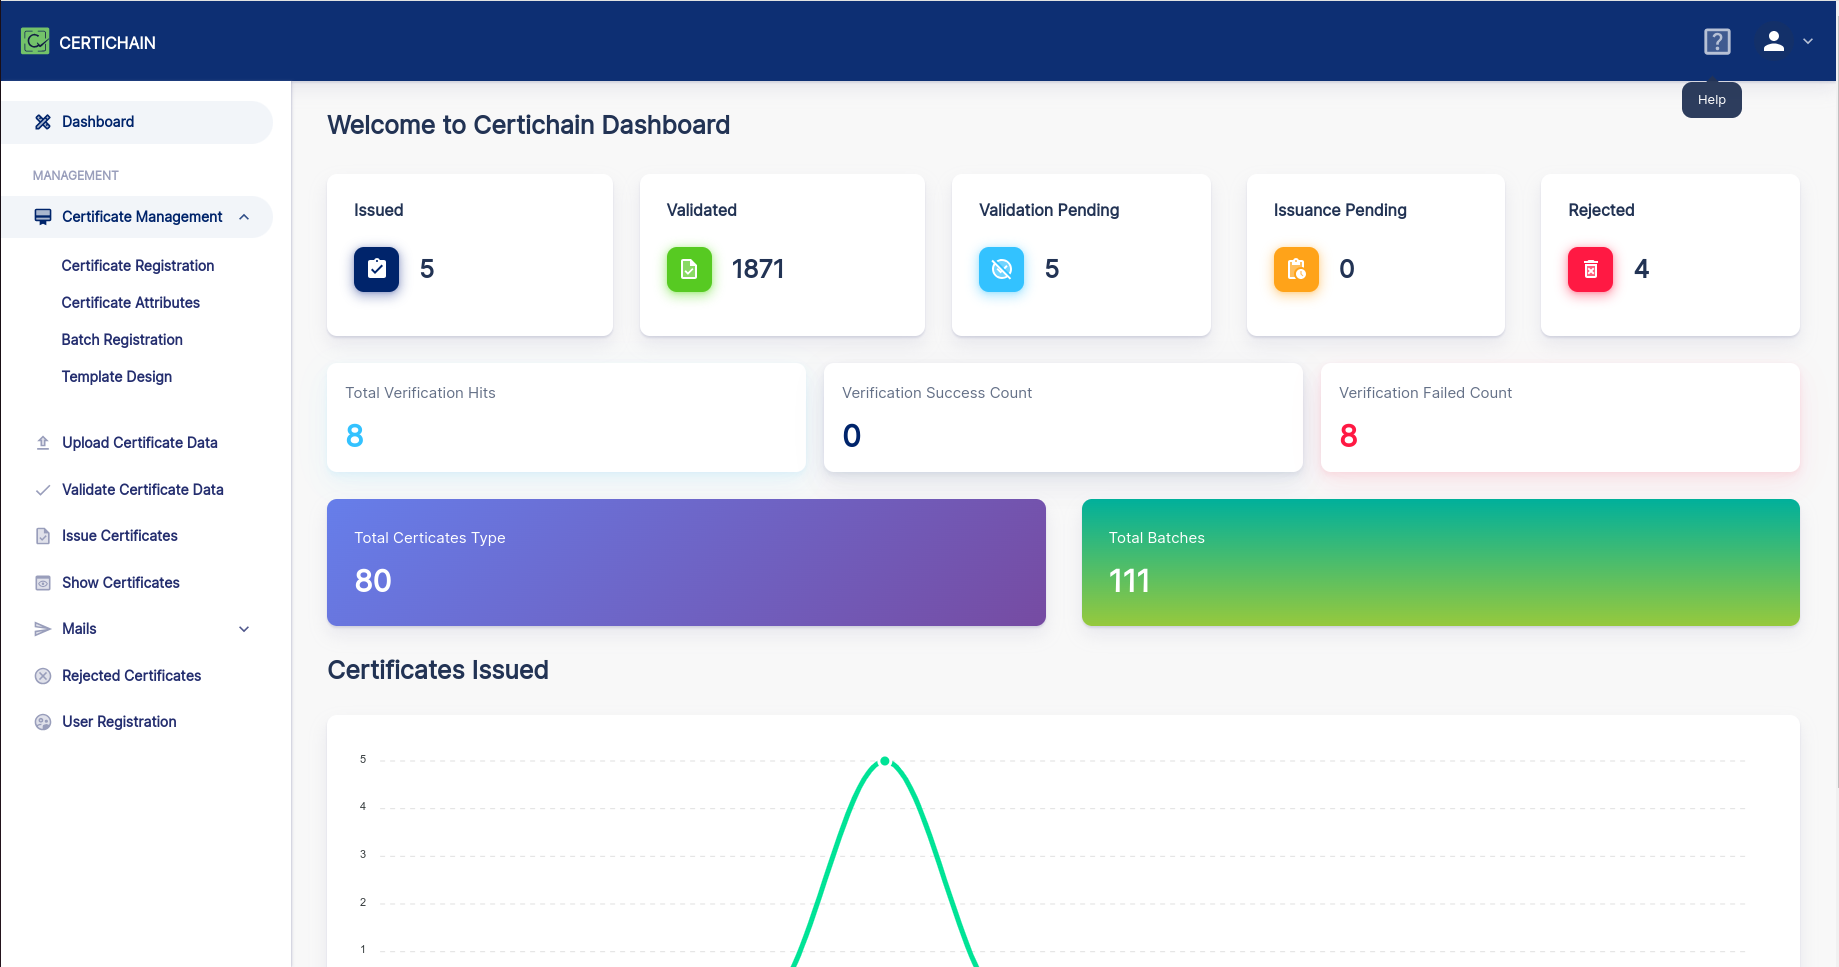 CERTICHAIN
?
Help
Dashboard
MANAGEMENT
Certificate Management
Certificate Registration
Certificate Attributes
Batch Registration
Template Design
Upload Certificate Data
Validate Certificate Data
Issue Certificates
Show Certificates
Mails
Rejected Certificates
User Registration
Welcome to Certichain Dashboard
Issued
5
Validated
1871
Validation Pending
5
Issuance Pending
0
Rejected
4
Total Verification Hits
8
Verification Success Count
0
Verification Failed Count
8
Total Certicates Type
80
Total Batches
111
Certificates Issued
5
4
3
2
1